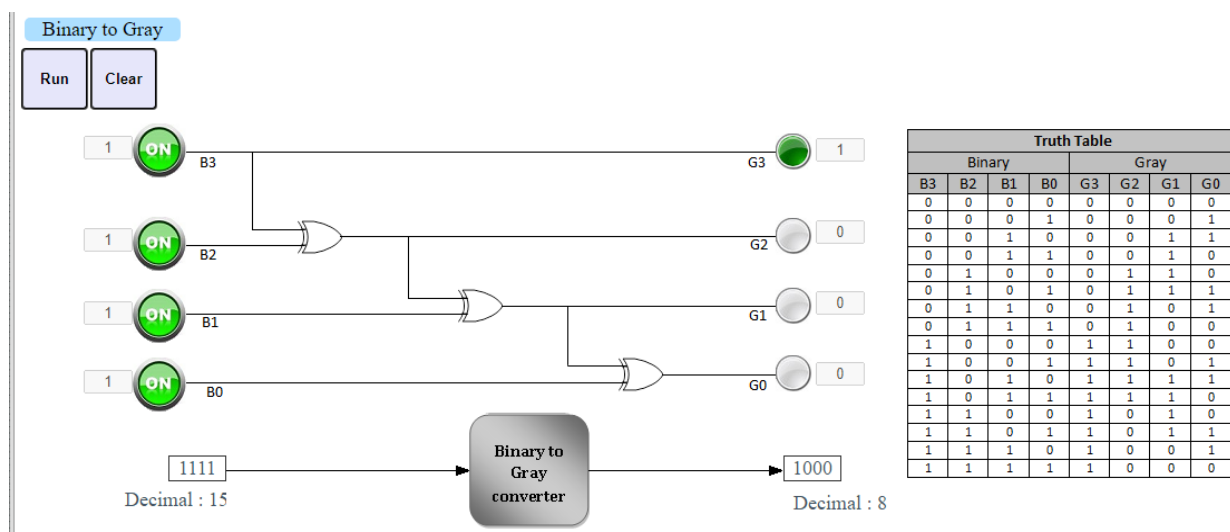 Binary to Gray
Run Clear
1 ON B3 G3 1
1 ON B2 G2 0
1 ON B1 G1 0
1 ON B0 G0 0
1111 Binary to Gray converter 1000
Decimal : 15 Decimal : 8
Truth Table
Binary Gray
B3 B2 B1 B0 G3 G2 G1 G0
0 0 0 0 0 0 0 0
0 0 0 1 0 0 0 1
0 0 1 0 0 0 1 1
0 0 1 1 0 0 1 0
0 1 0 0 0 1 1 0
0 1 0 1 0 1 1 1
0 1 1 0 0 1 0 1
0 1 1 1 0 1 0 0
1 0 0 0 1 1 0 0
1 0 0 1 1 1 0 1
1 0 1 0 1 1 1 1
1 0 1 1 1 1 1 0
1 1 0 0 1 0 1 0
1 1 0 1 1 0 1 1
1 1 1 0 1 0 0 1
1 1 1 1 1 0 0 0